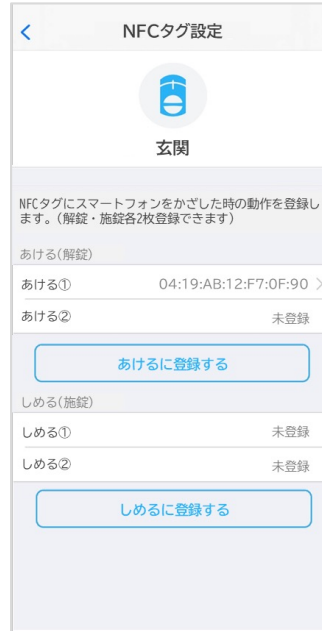 NFCタグ設定
玄関
NFCタグにスマートフォンをかざした時の動作を登録し
ます。(解錠・施錠各2枚登録できます)
あける(解錠)
あける① 04:19:AB:12:F7:0F:90
あける② 未登録
あけるに登録する
しめる(施錠)
しめる① 未登録
しめる② 未登録
しめるに登録する